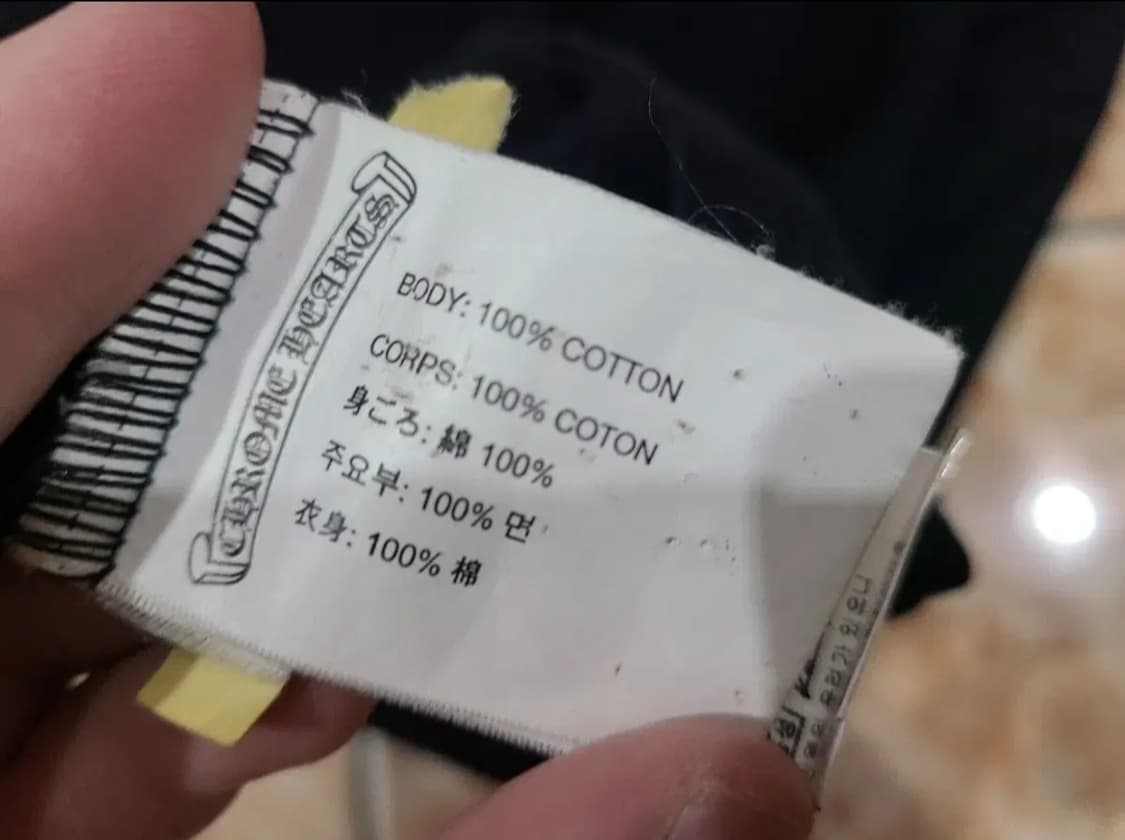 CHROME HEARTS
BODY: 100% COTTON
CORPS: 100% COTON
身ごろ: 綿 100%
주요부: 100% 면
衣身: 100% 棉